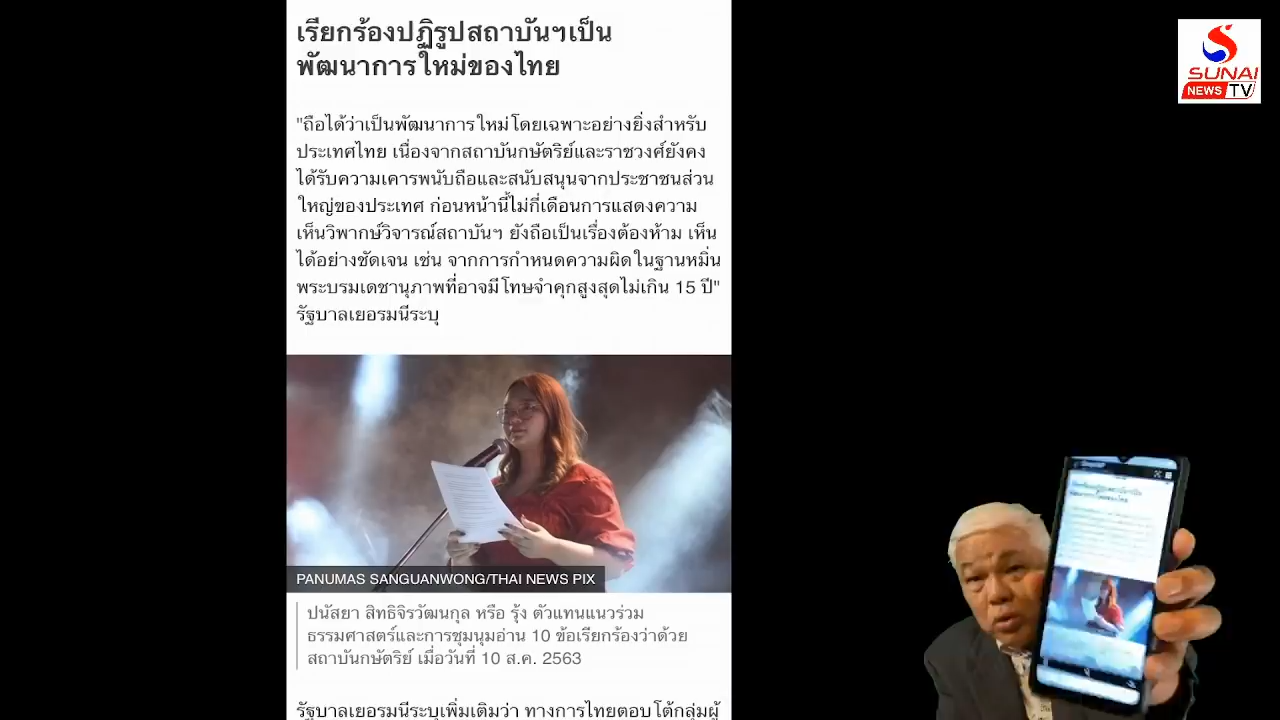 เรียกร้องปฏิรูปสถาบันฯเป็น
พัฒนาการใหม่ของไทย
"ถือได้ว่าเป็นพัฒนาการใหม่โดยเฉพาะอย่างยิ่งสำหรับ
ประเทศไทย เนื่องจากสถาบันกษัตริย์และราชวงศ์ยังคง
ได้รับความเคารพนับถือและสนับสนุนจากประชาชนส่วน
ใหญ่ของประเทศ ก่อนหน้านี้ไม่กี่เดือนการแสดงความ
เห็นวิพากษ์วิจารณ์สถาบันฯ ยังถือเป็นเรื่องต้องห้าม เห็น
ได้อย่างชัดเจน เช่น จากการกำหนดความผิดในฐานหมิ่น
พระบรมเดชานุภาพที่อาจมีโทษจำคุกสูงสุดไม่เกิน 15 ปี"
รัฐบาลเยอรมนีระบุ
PANUMAS SANGUANWONG/THAI NEWS PIX
ปนัสยา สิทธิจิรวัฒนกุล หรือ รุ้ง ตัวแทนแนวร่วม
ธรรมศาสตร์และการชุมนุมอ่าน 10 ข้อเรียกร้องว่าด้วย
สถาบันกษัตริย์ เมื่อวันที่ 10 ส.ค. 2563
รัฐบาลเยอรมนีระบุเพิ่มเติมว่า ทางการไทยตอบโต้กลุ่มผู้
SUNAI
NEWS TV